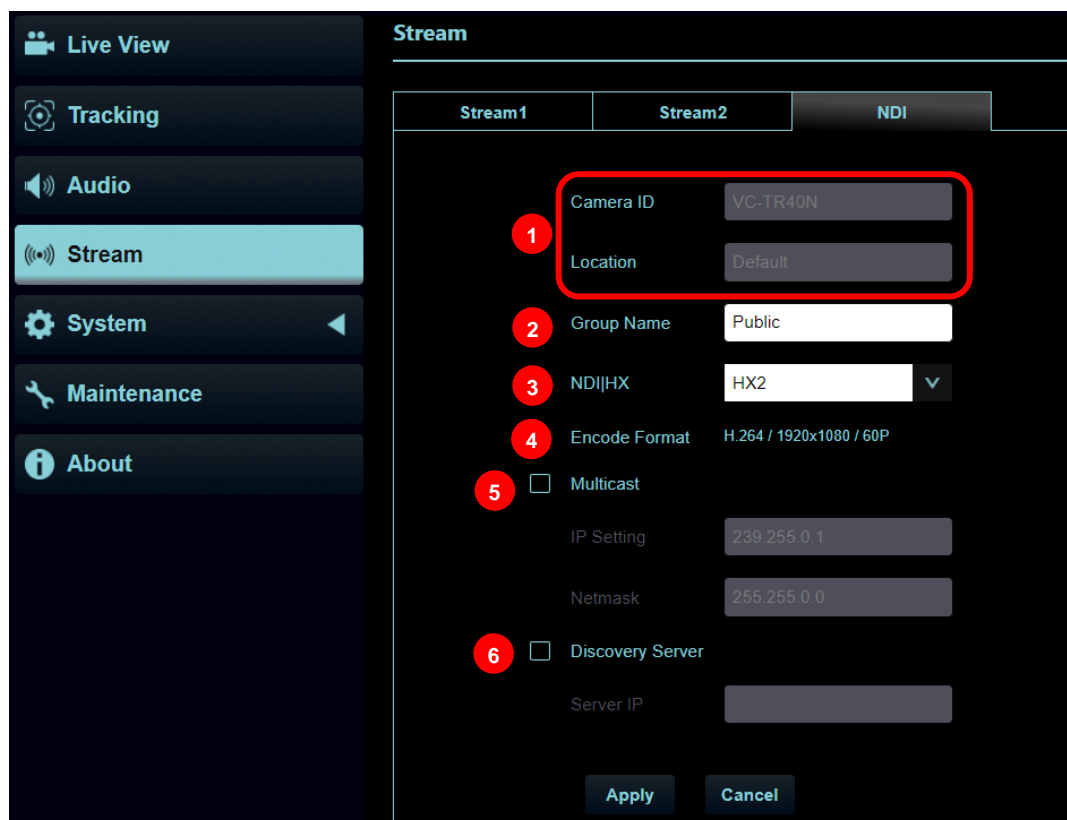 Live View
Tracking
Audio
Stream
System
Maintenance
About
Stream
Stream1 Stream2 NDI
1
Camera ID VC-TR40N
Location Default
2 Group Name Public
3 NDI|HX HX2
4 Encode Format H.264 / 1920x1080 / 60P
5 Multicast
IP Setting 239.255.0.1
Netmask 255.255.0.0
6 Discovery Server
Server IP
Apply Cancel